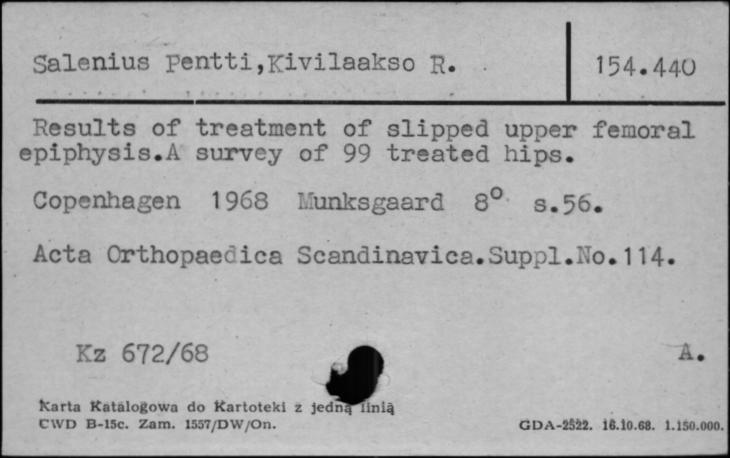 Salenius Pentti,Kivilaakso R.
154.440
Results of treatment of slipped upper femoral
epiphysis.A survey of 99 treated hips.
Copenhagen 1968 Munksgaard 8° s.56.
Acta Orthopaedica Scandinavica.Suppl.No.114.
Kz 672/68
A.
Karta Katalogowa do Kartoteki z jedną linią
CWD B-15c. Zam. 1557/DW/On.
GDA-2522. 16.10.68. 1.150.000.